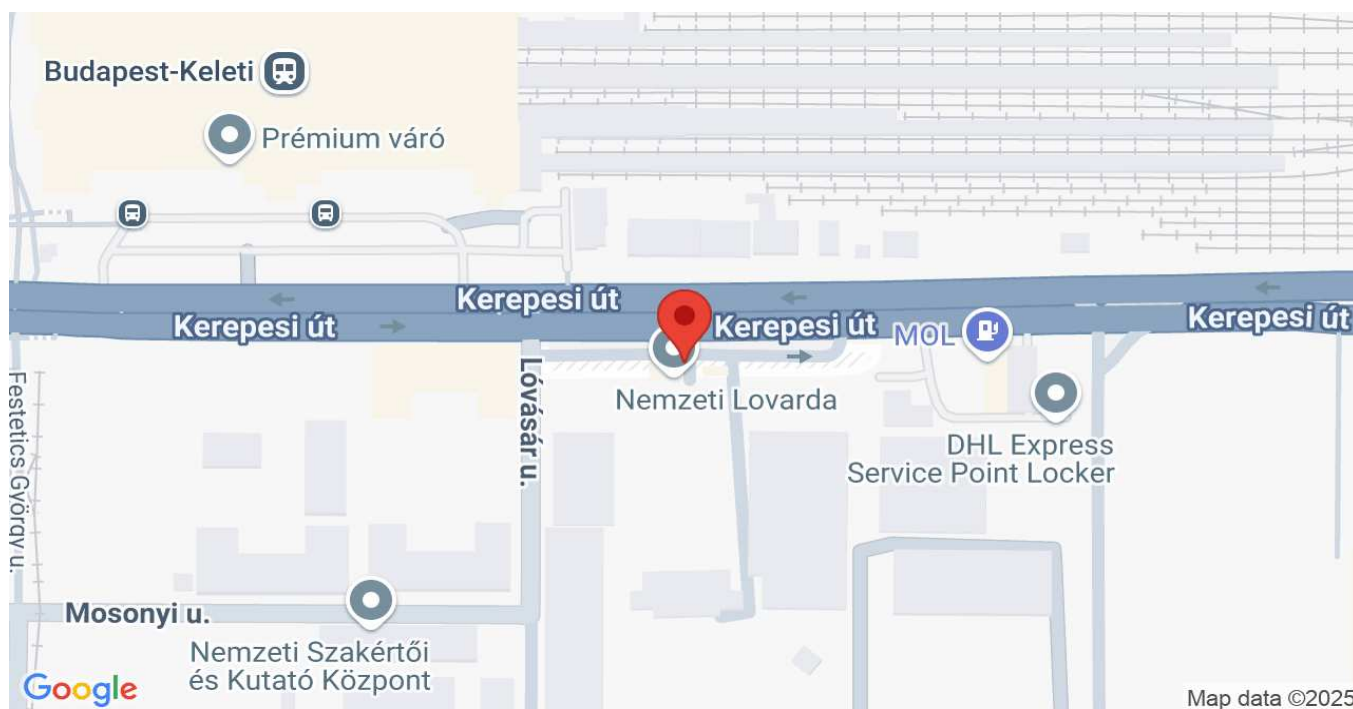 Budapest-Keleti
Prémium váró
Kerepesi út
Kerepesi út
Kerepesi út
Kerepesi út
MOL
Nemzeti Lovarda
Lóvásár u.
Festetics György u.
DHL Express
Service Point Locker
Mosonyi u.
Nemzeti Szakértői
és Kutató Központ
Google
Map data ©2025